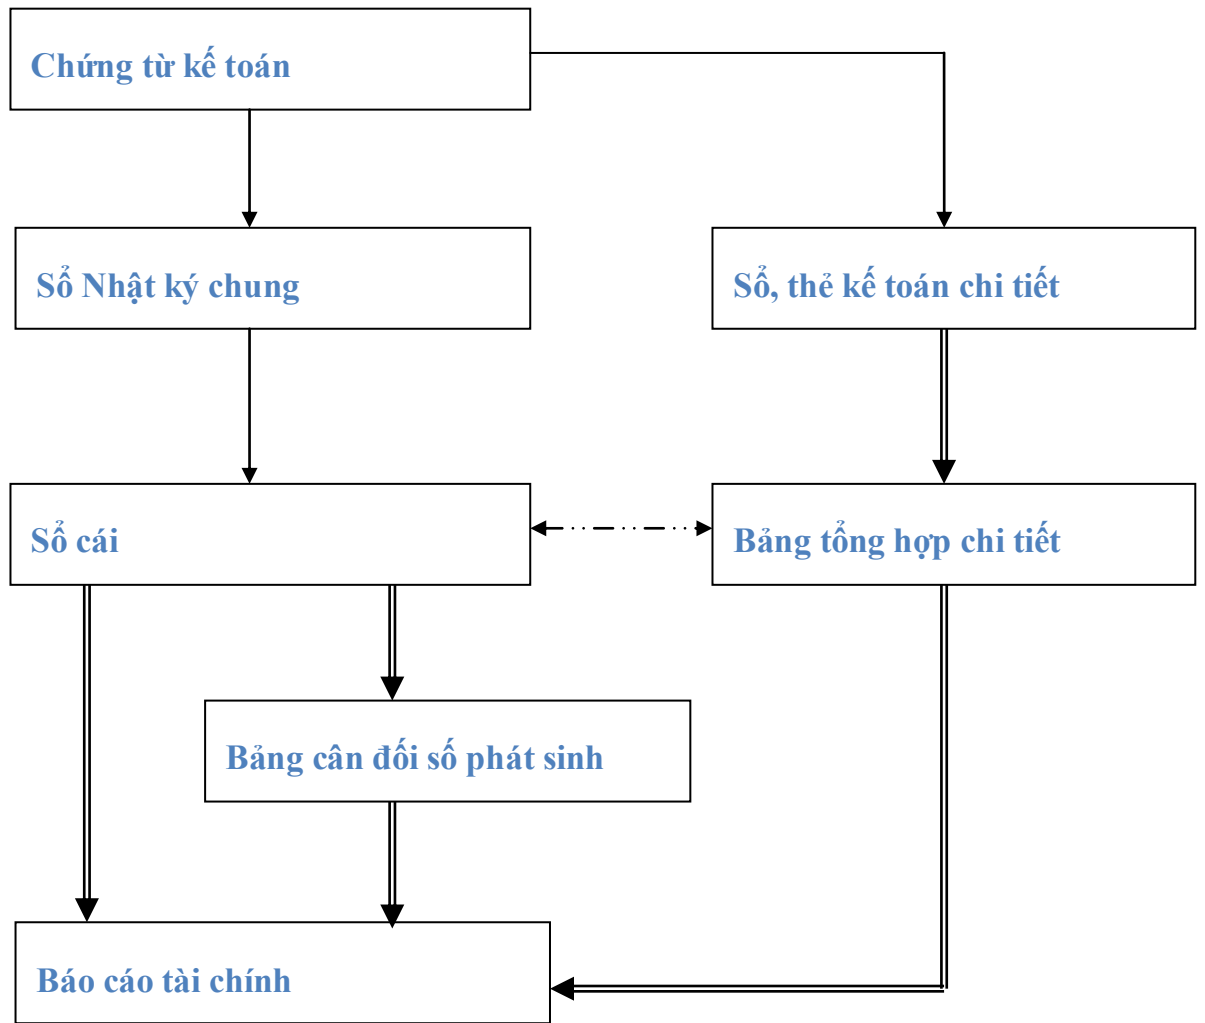 Chứng từ kế toán
Sổ Nhật ký chung
Sổ, thẻ kế toán chi tiết
Sổ cái
Bảng tổng hợp chi tiết
Bảng cân đối số phát sinh
Báo cáo tài chính